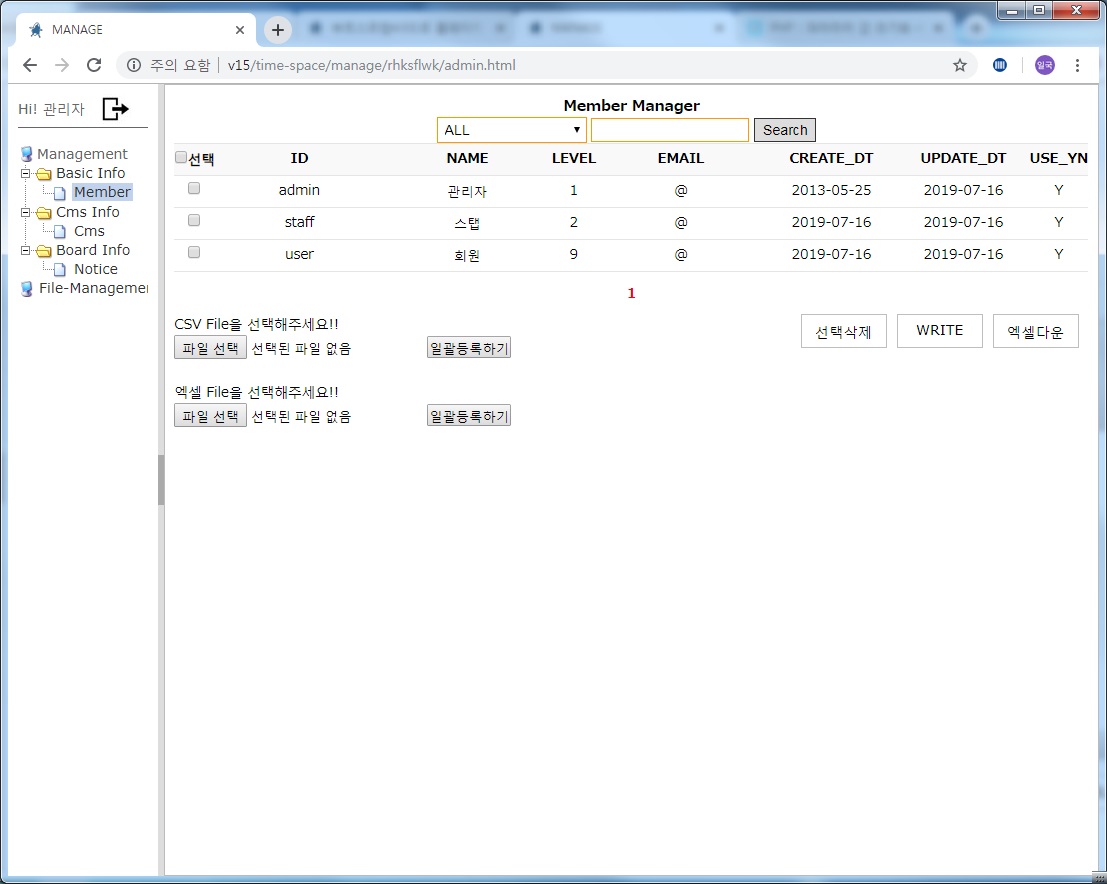 MANAGE
주의 요함 v15/time-space/manage/rhksflwk/admin.html
일국
Hi! 관리자
Management
Basic Info
Member
Cms Info
Cms
Board Info
Notice
File-Managemen
Member Manager
ALL Search
선택 ID NAME LEVEL EMAIL CREATE_DT UPDATE_DT USE_YN
admin 관리자 1 @ 2013-05-25 2019-07-16 Y
staff 스탭 2 @ 2019-07-16 2019-07-16 Y
user 회원 9 @ 2019-07-16 2019-07-16 Y
1
CSV File을 선택해주세요!!
파일 선택 선택된 파일 없음 일괄등록하기
선택삭제 WRITE 엑셀다운
엑셀 File을 선택해주세요!!
파일 선택 선택된 파일 없음 일괄등록하기